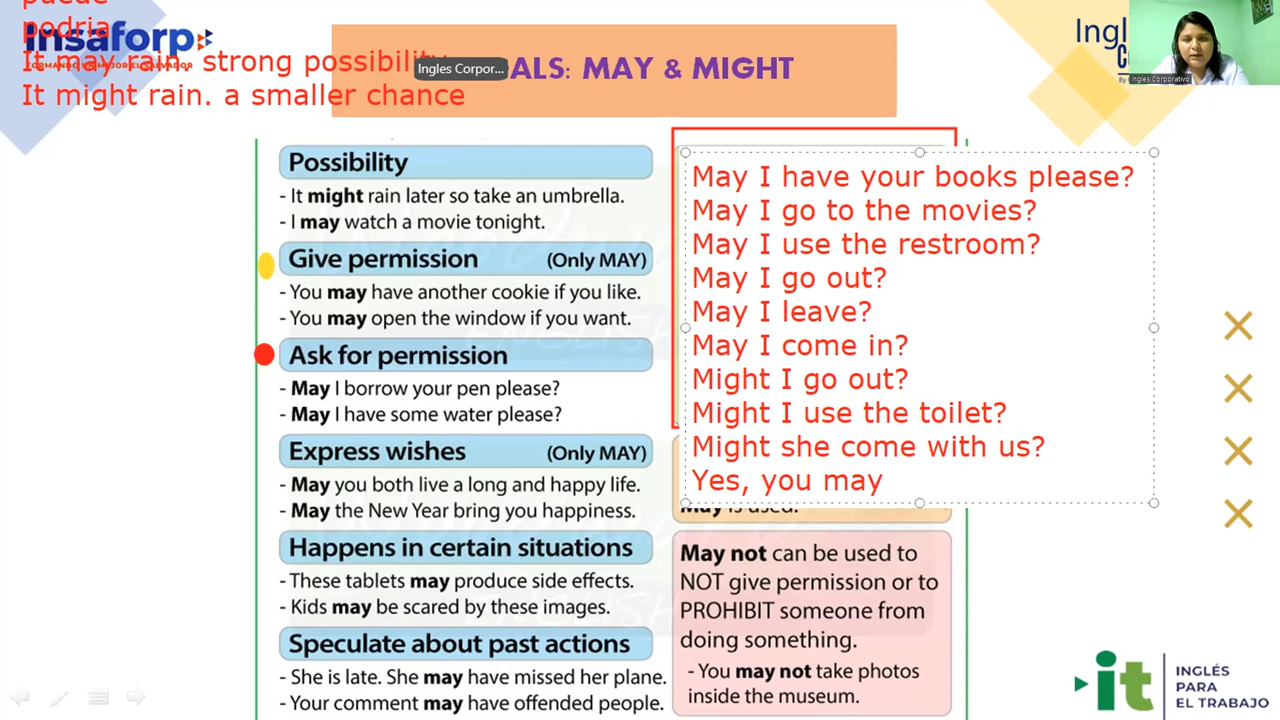 puede
podria
It may rain. strong possibility
It might rain. a smaller chance
insaforp
Ingles Corpor...
ALS: MAY & MIGHT
Ingl
By
Ingles Corporativo
Possibility
- It might rain later so take an umbrella.
- I may watch a movie tonight.
Give permission (Only MAY)
- You may have another cookie if you like.
- You may open the window if you want.
Ask for permission
- May I borrow your pen please?
- May I have some water please?
Express wishes (Only MAY)
- May you both live a long and happy life.
- May the New Year bring you happiness.
Happens in certain situations
- These tablets may produce side effects.
- Kids may be scared by these images.
Speculate about past actions
- She is late. She may have missed her plane.
- Your comment may have offended people.
May I have your books please?
May I go to the movies?
May I use the restroom?
May I go out?
May I leave?
May I come in?
Might I go out?
Might I use the toilet?
Might she come with us?
Yes, you may
May is used.
May not can be used to
NOT give permission or to
PROHIBIT someone from
doing something.
- You may not take photos
inside the museum.
it
INGLÉS
PARA
EL TRABAJO